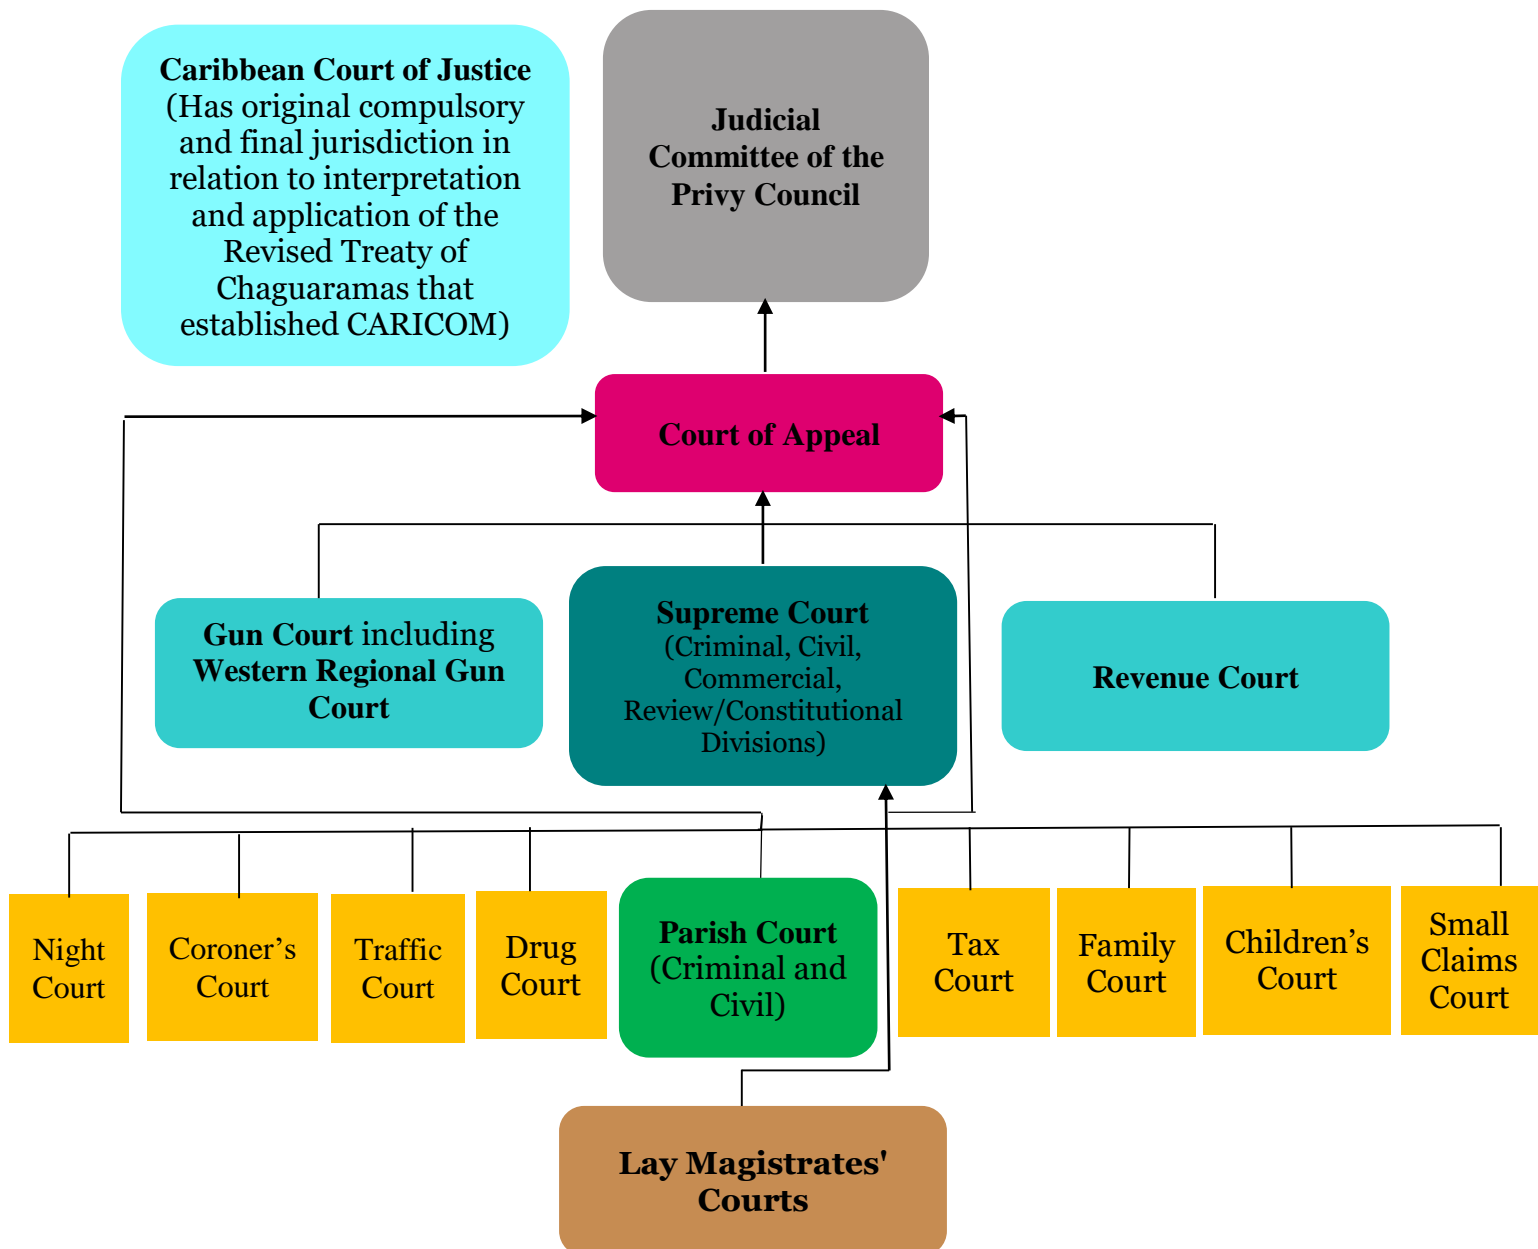 Caribbean Court of Justice
(Has original compulsory
and final jurisdiction in
relation to interpretation
and application of the
Revised Treaty of
Chaguaramas that
established CARICOM)
Judicial
Committee of the
Privy Council
Court of Appeal
Gun Court including
Western Regional Gun
Court
Supreme Court
(Criminal, Civil,
Commercial,
Review/Constitutional
Divisions)
Revenue Court
Night
Court
Coroner's
Court
Traffic
Court
Drug
Court
Parish Court
(Criminal and
Civil)
Tax
Court
Family
Court
Children's
Court
Small
Claims
Court
Lay Magistrates'
Courts